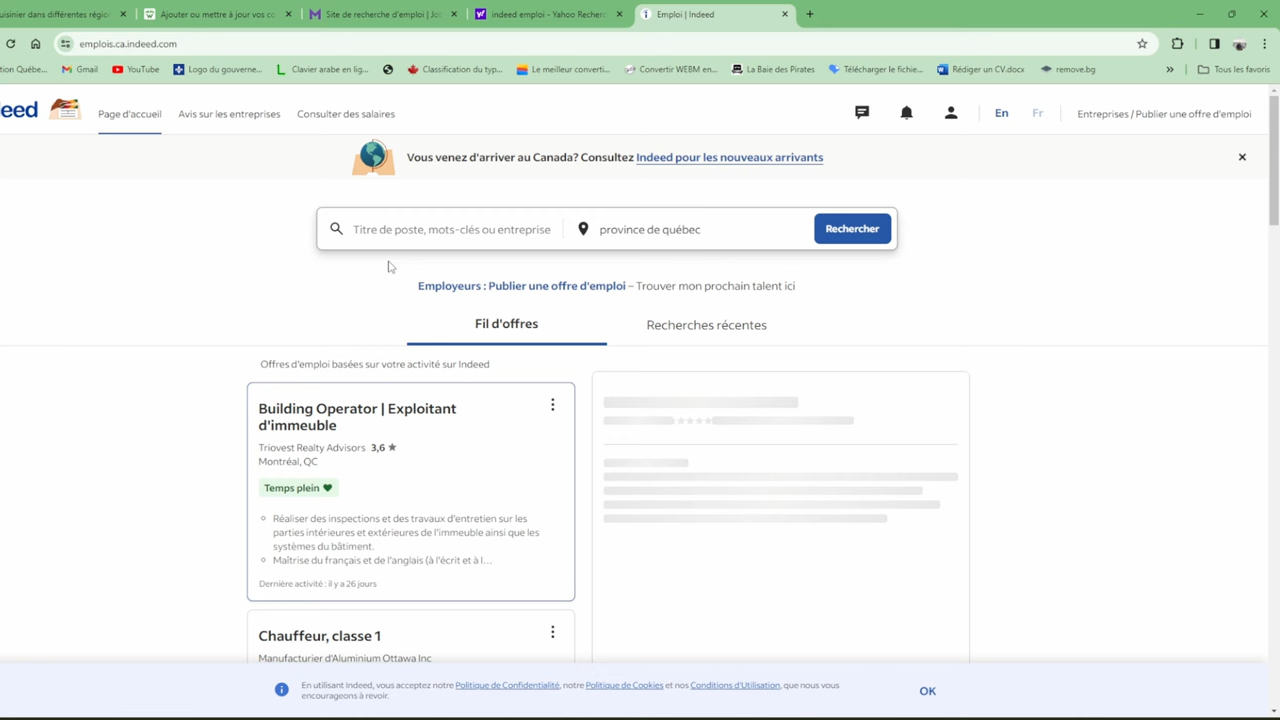 uisinier dans différentes régio
Ajouter ou mettre à jour vos co
Site de recherche d'emploi | Jo
indeed emploi - Yahoo Recherc
Emploi | Indeed
emplois.ca.indeed.com
tion Québe...
Gmail
YouTube
Logo du gouverne...
Clavier arabe en lig...
Classification du typ...
Le meilleur converti...
Convertir WEBM en...
La Baie des Pirates
Télécharger le fichie...
Rédiger un CV.docx
remove.bg
»
Tous les favoris
deed
Page d'accueil
Avis sur les entreprises
Consulter des salaires
En
Fr
Entreprises / Publier une offre d'emploi
Vous venez d'arriver au Canada? Consultez Indeed pour les nouveaux arrivants
Titre de poste, mots-clés ou entreprise
province de québec
Rechercher
Employeurs : Publier une offre d'emploi – Trouver mon prochain talent ici
Fil d'offres
Recherches récentes
Offres d'emploi basées sur votre activité sur Indeed
Building Operator | Exploitant
d'immeuble
Triovest Realty Advisors 3,6 ★
Montréal, QC
Temps plein
Réaliser des inspections et des travaux d'entretien sur les
parties intérieures et extérieures de l'immeuble ainsi que les
systèmes du bâtiment.
Maîtrise du français et de l'anglais (à l'écrit et à l...
Dernière activité : il y a 26 jours
Chauffeur, classe 1
Manufacturier d'Aluminium Ottawa Inc
En utilisant Indeed, vous acceptez notre Politique de Confidentialité, notre Politique de Cookies et nos Conditions d'Utilisation, que nous vous
encourageons à revoir.
OK